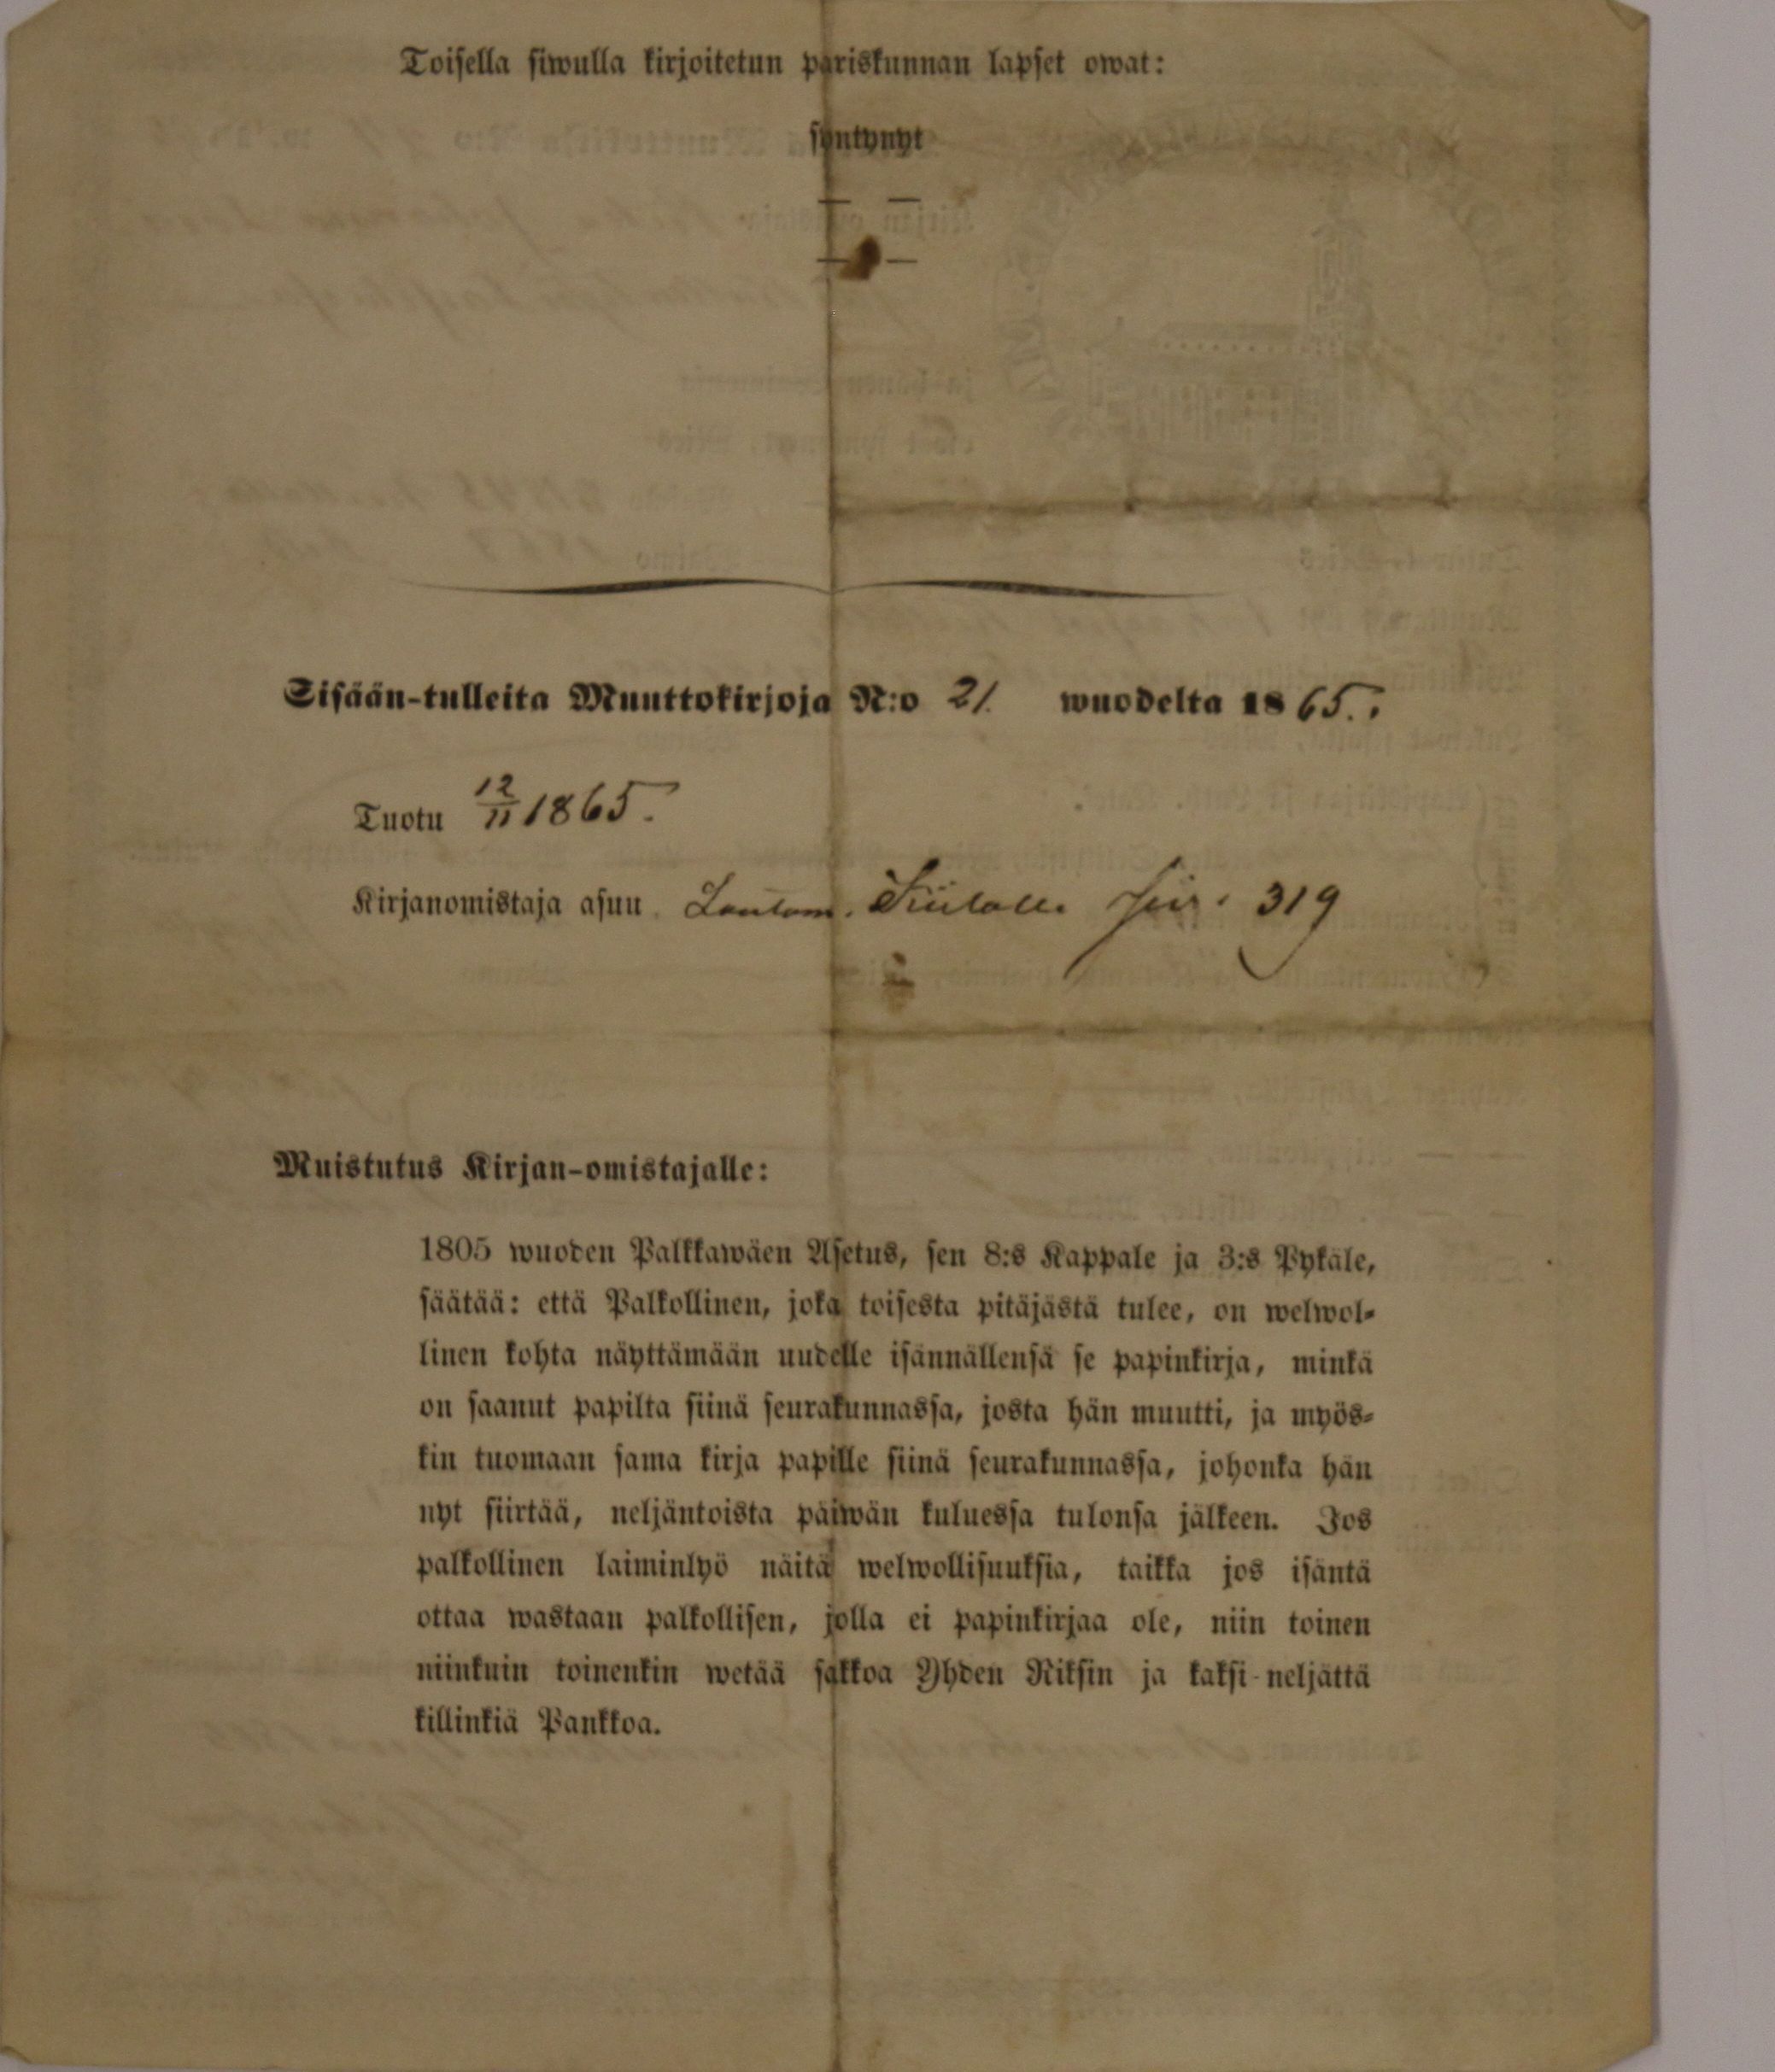 Toisella siwulla kirjoitetun pariskunnan lapset owat:
syntynyt
— —
— —
Sisään-tulleita Muuttokirjoja N:o 21. wuodelta 1865.
Tuotu 12/11 1865.
Kirjanomistaja asuu 319
Muistutus Kirjan-omistajalle:
1805 wuoden Palkkawäen Asetus, sen 8:s Kappale ja 3:s Pykäle,
säätää: että Palkollinen, joka toisesta pitäjästä tulee, on welwol-
linen kohta näyttämään uudelle isännällensä se papinkirja, minkä
on saanut papilta siinä seurakunnassa, josta hän muutti, ja myös-
kin tuomaan sama kirja papille siinä seurakunnassa, johonka hän
nyt siirtää, neljäntoista päiwän kuluessa tulonsa jälkeen. Jos
palkollinen laiminlyö näitä welwollisuuksia, taikka jos isäntä
ottaa wastaan palkollisen, jolla ei papinkirjaa ole, niin toinen
niinkuin toinenkin wetää sakkoa Yhden Riksin ja kaksi neljättä
killinkiä Pankkoa.